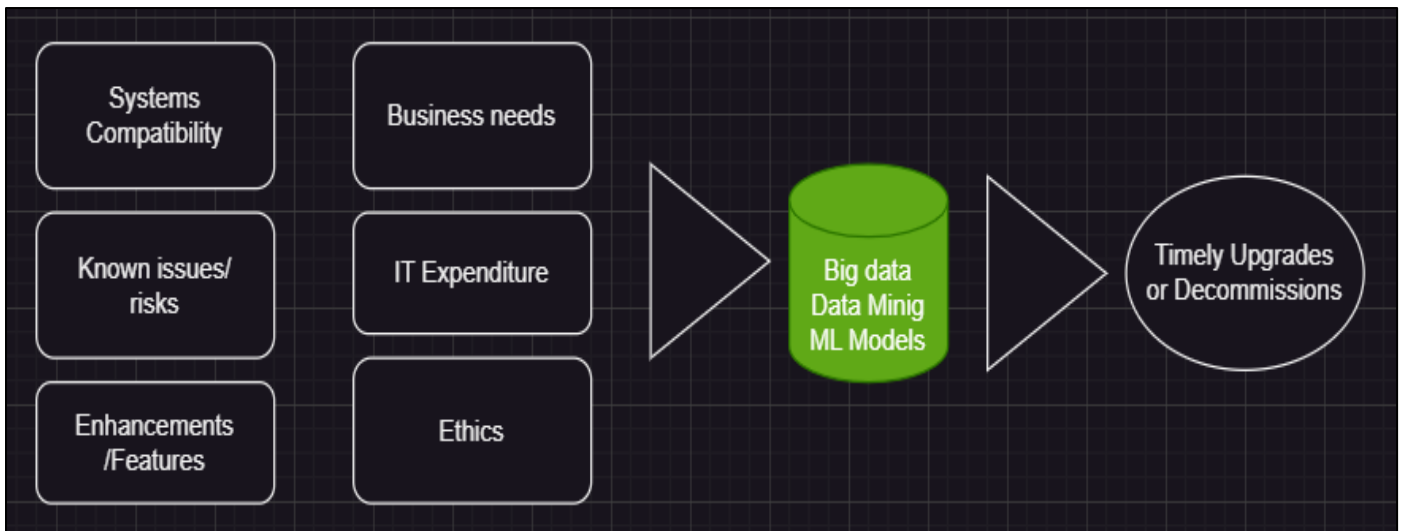 Systems
Compatibility
Business needs
Known issues/
risks
IT Expenditure
Enhancements
/Features
Ethics
Big data
Data Minig
ML Models
Timely Upgrades
or Decommissions